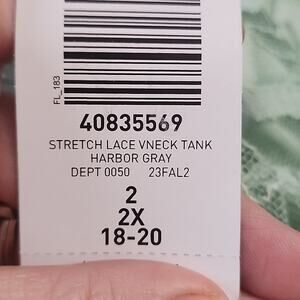 FL_183
40835569
STRETCH LACE VNECK TANK
HARBOR GRAY
DEPT 0050 23FAL2
2
2X
18-20